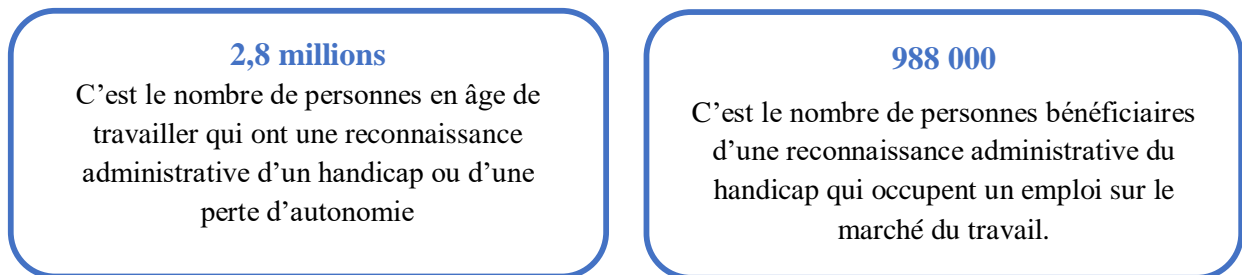 2,8 millions
C’est le nombre de personnes en âge de
travailler qui ont une reconnaissance
administrative d’un handicap ou d’une
perte d’autonomie
988 000
C’est le nombre de personnes bénéficiaires
d’une reconnaissance administrative du
handicap qui occupent un emploi sur le
marché du travail.